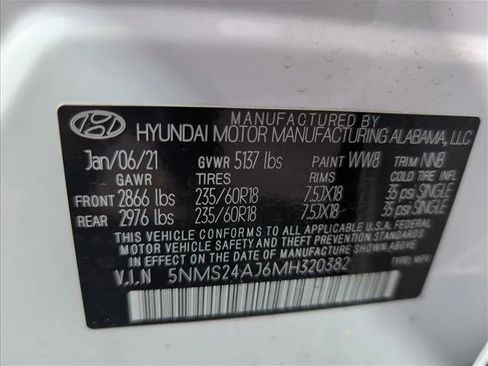 MANUFACTURED BY
HYUNDAI MOTOR MANUFACTURING ALABAMA, LLC
Jan/06/21 GVWR 5137 lbs PAINT WW8 TRIM NNB
GAWR TIRES RIMS COLD TIRE INFL
FRONT 2866 lbs 235/60R18 7.5JX18 35 psi SINGLE
REAR 2976 lbs 235/60R18 7.5JX18 35 psi SINGLE
THIS VEHICLE CONFORMS TO ALL APPLICABLE U.S. FEDERAL
MOTOR VEHICLE SAFETY AND THEFT PREVENTION STANDARDS
IN EFFECT ON THE DATE OF MANUFACTURE SHOWN ABOVE.
V.I.N 5NMS24AJ6MH320382 TYPE: MPV